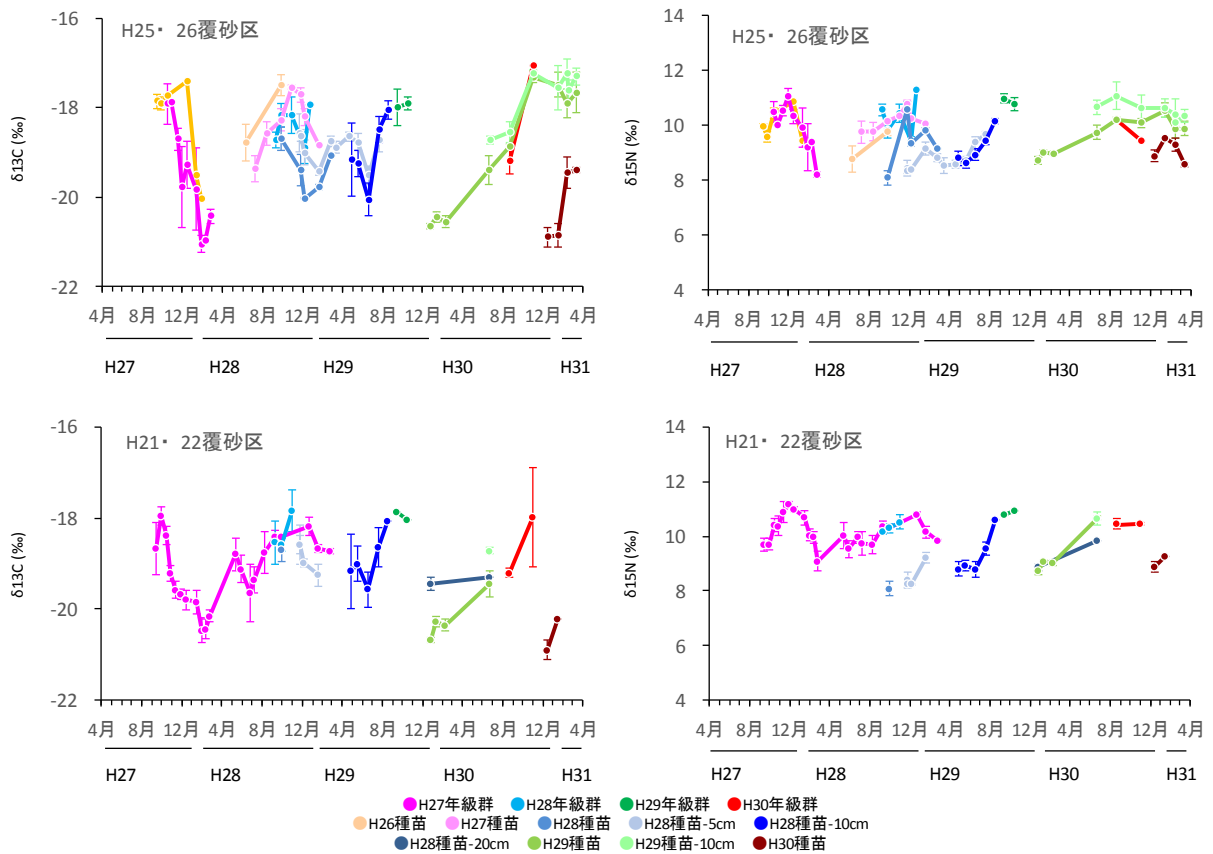 H25・ 26覆砂区
δ13C (‰)
-16
-18
-20
-22
4月 8月 12月 4月 8月 12月 4月 8月 12月 4月 8月 12月 4月
H27 H28 H29 H30 H31
H25・ 26覆砂区
δ15N (‰)
14
12
10
8
6
4
4月 8月 12月 4月 8月 12月 4月 8月 12月 4月 8月 12月 4月
H27 H28 H29 H30 H31
H21・ 22覆砂区
δ13C (‰)
-16
-18
-20
-22
4月 8月 12月 4月 8月 12月 4月 8月 12月 4月 8月 12月 4月
H27 H28 H29 H30 H31
H21・ 22覆砂区
δ15N (‰)
14
12
10
8
6
4
4月 8月 12月 4月 8月 12月 4月 8月 12月 4月 8月 12月 4月
H27 H28 H29 H30 H31
H27年級群 H28年級群 H29年級群 H30年級群
H26種苗 H27種苗 H28種苗 H28種苗-5cm H28種苗-10cm
H28種苗-20cm H29種苗 H29種苗-10cm H30種苗